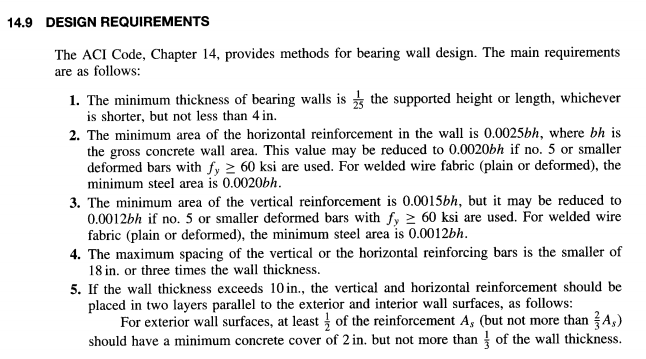 14.9 DESIGN REQUIREMENTS
The ACI Code, Chapter 14, provides methods for bearing wall design. The main requirements
are as follows:
1. The minimum thickness of bearing walls is 1/25 the supported height or length, whichever
is shorter, but not less than 4 in.
2. The minimum area of the horizontal reinforcement in the wall is 0.0025bh, where bh is
the gross concrete wall area. This value may be reduced to 0.0020bh if no. 5 or smaller
deformed bars with fy ≥ 60 ksi are used. For welded wire fabric (plain or deformed), the
minimum steel area is 0.0020bh.
3. The minimum area of the vertical reinforcement is 0.0015bh, but it may be reduced to
0.0012bh if no. 5 or smaller deformed bars with fy ≥ 60 ksi are used. For welded wire
fabric (plain or deformed), the minimum steel area is 0.0012bh.
4. The maximum spacing of the vertical or the horizontal reinforcing bars is the smaller of
18 in. or three times the wall thickness.
5. If the wall thickness exceeds 10 in., the vertical and horizontal reinforcement should be
placed in two layers parallel to the exterior and interior wall surfaces, as follows:
For exterior wall surfaces, at least 1/2 of the reinforcement As (but not more than 2/3 As)
should have a minimum concrete cover of 2 in. but not more than 1/3 of the wall thickness.